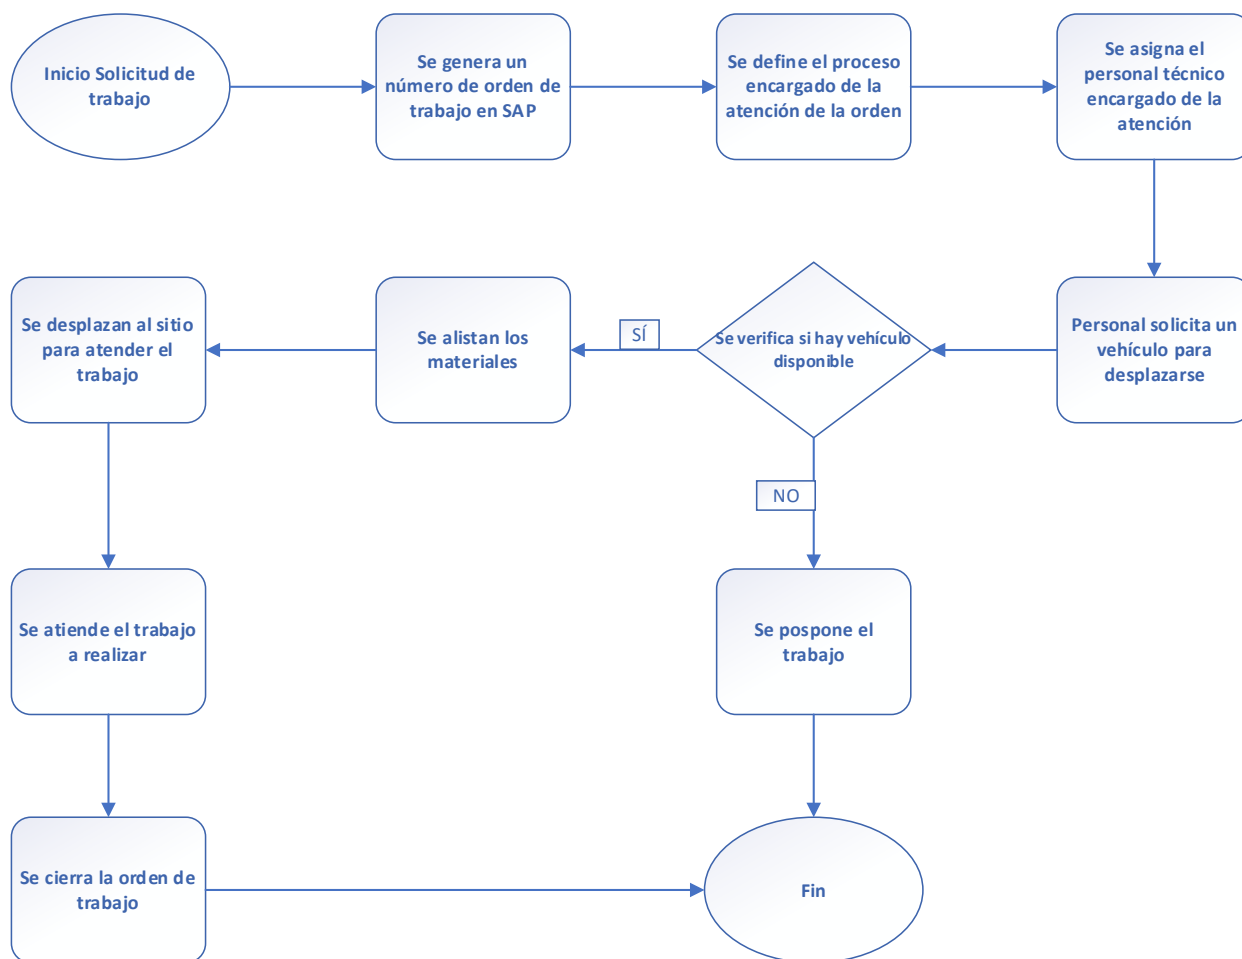 Inicio Solicitud de
trabajo
Se genera un
número de orden de
trabajo en SAP
Se define el proceso
encargado de la
atención de la orden
Se asigna el
personal técnico
encargado de la
atención
Personal solicita un
vehículo para
desplazarse
Se verifica si hay vehículo
disponible
SÍ
Se alistan los
materiales
Se desplazan al sitio
para atender el
trabajo
NO
Se atiende el trabajo
a realizar
Se pospone el
trabajo
Se cierra la orden de
trabajo
Fin